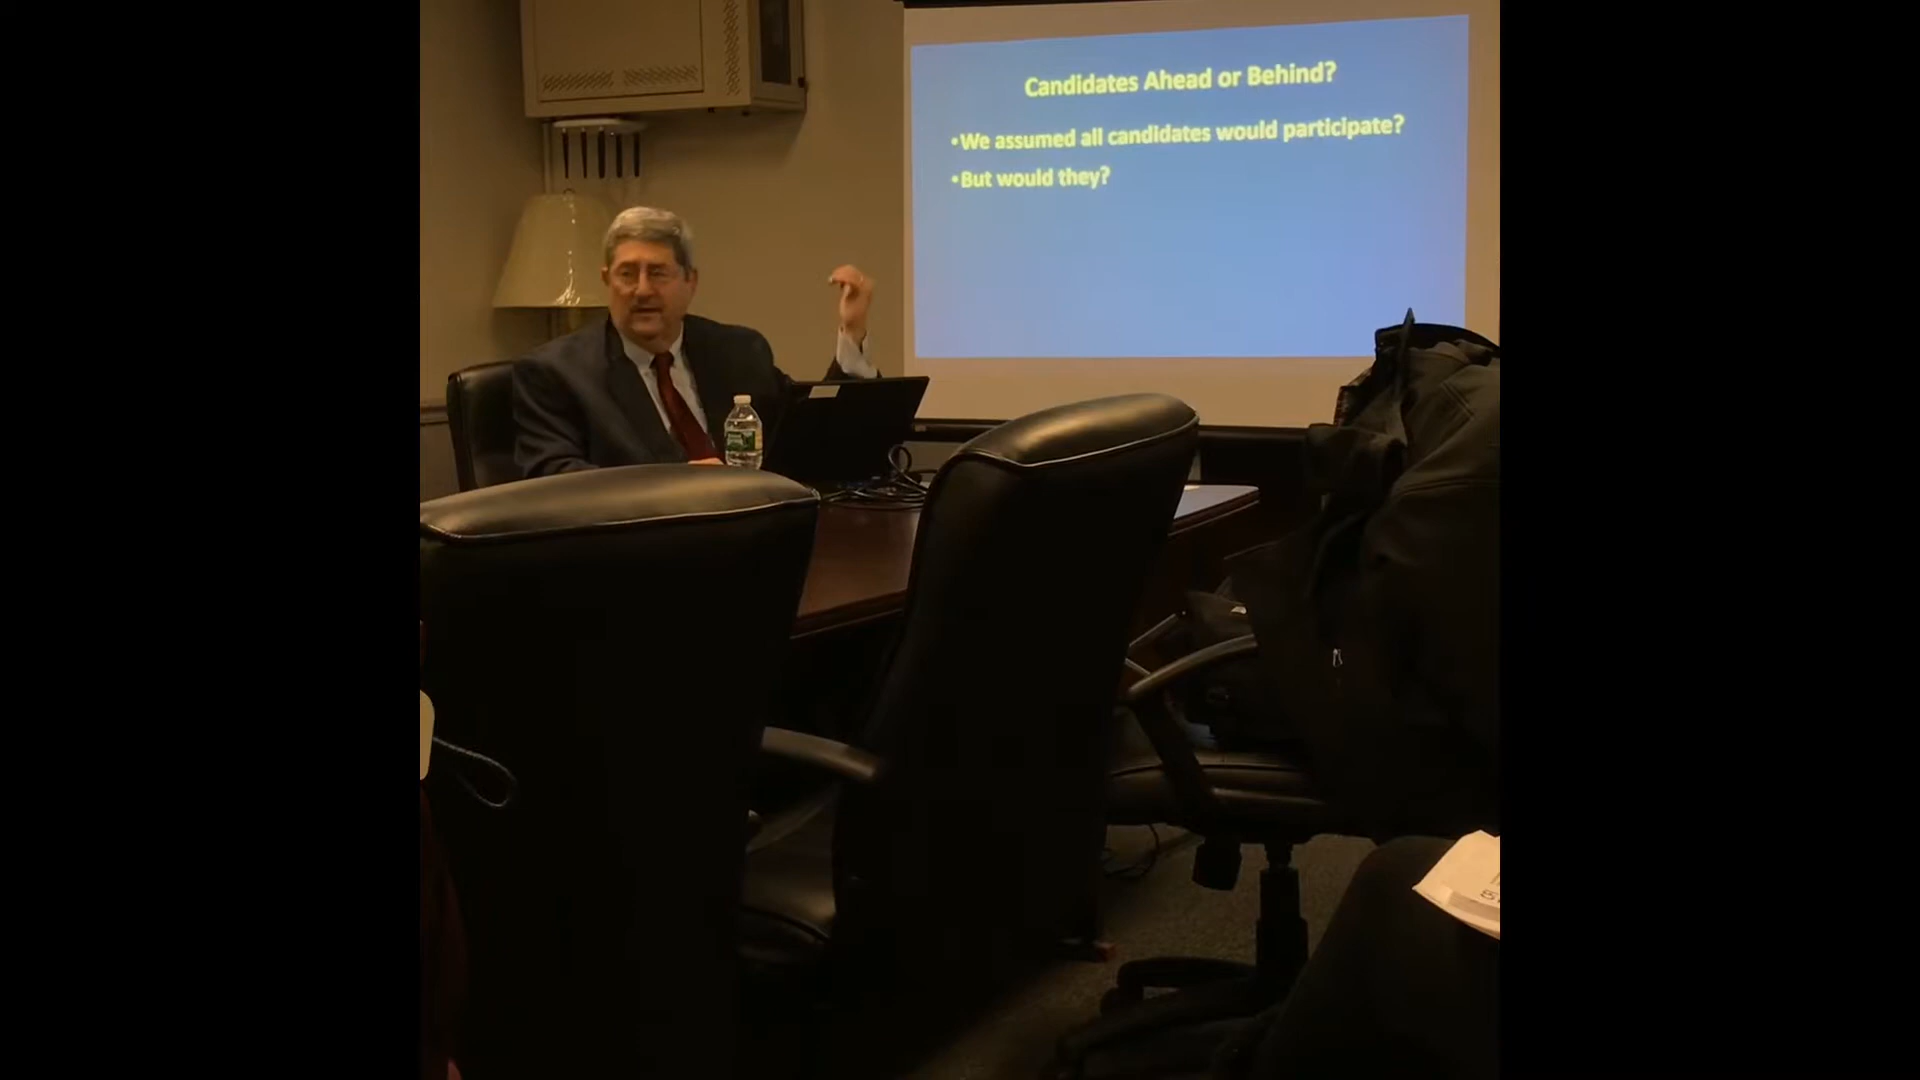 Candidates Ahead or Behind?
•We assumed all candidates would participate?
•But would they?